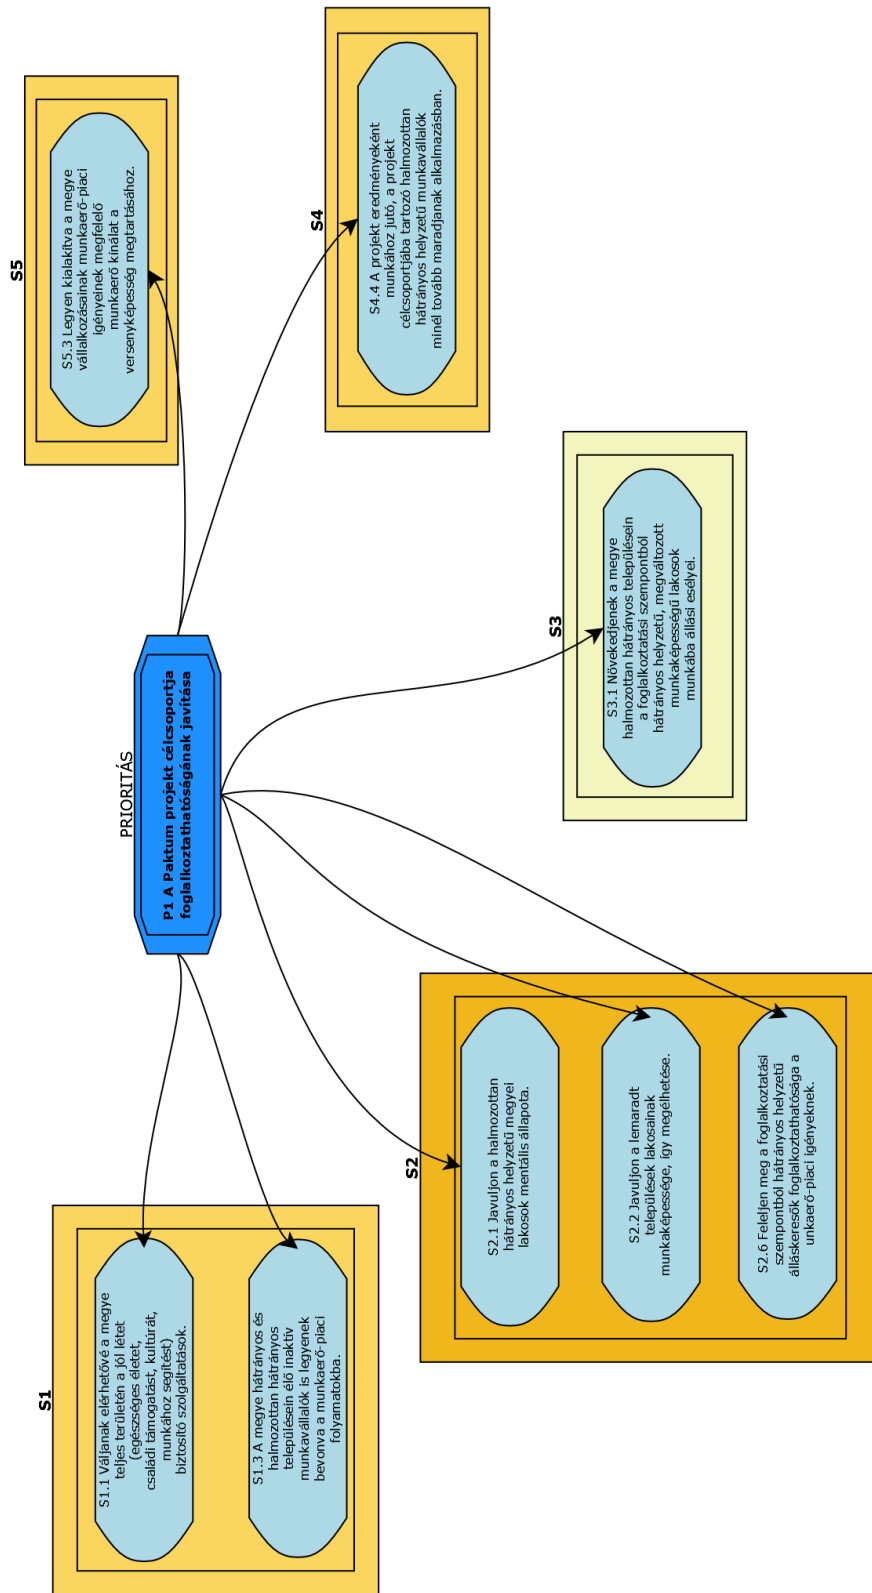 PRIORITÁS
P1 A Paktum projekt célcsoportja
foglalkoztathatóságának javítása
S1
S1.1 Váljanak elérhetővé a megye
teljes területén a jól létet
(egészséges életet,
családi támogatást, kultúrát,
munkához segítést)
biztosító szolgáltatások.
S1.3 A megye hátrányos és
halmozottan hátrányos
településein élő inaktív
munkavállalók is legyenek
bevonva a munkaerő-piaci
folyamatokba.
S2
S2.1 Javuljon a halmozottan
hátrányos helyzetű megyei
lakosok mentális állapota.
S2.2 Javuljon a lemaradt
települések lakosainak
munkaképessége, így megélhetése.
S2.6 Feleljen meg a foglalkoztatási
szempontból hátrányos helyzetű
álláskeresők foglalkoztathatósága a
unkaerő-piaci igényeknek.
S3
S3.1 Növekedjenek a megye
halmozottan hátrányos településein
a foglalkoztatási szempontból
hátrányos helyzetű, megváltozott
munkaképességű lakosok
munkába állási esélyei.
S4
S4.4 A projekt eredményeként
munkához jutó, a projekt
célcsoportjába tartozó halmozottan
hátrányos helyzetű munkavállalók
minél tovább maradjanak alkalmazásban.
S5
S5.3 Legyen kialakítva a megye
vállalkozásainak munkaerő-piaci
igényeinek megfelelő
munkaerő kínálat a
versenyképesség megtartásához.